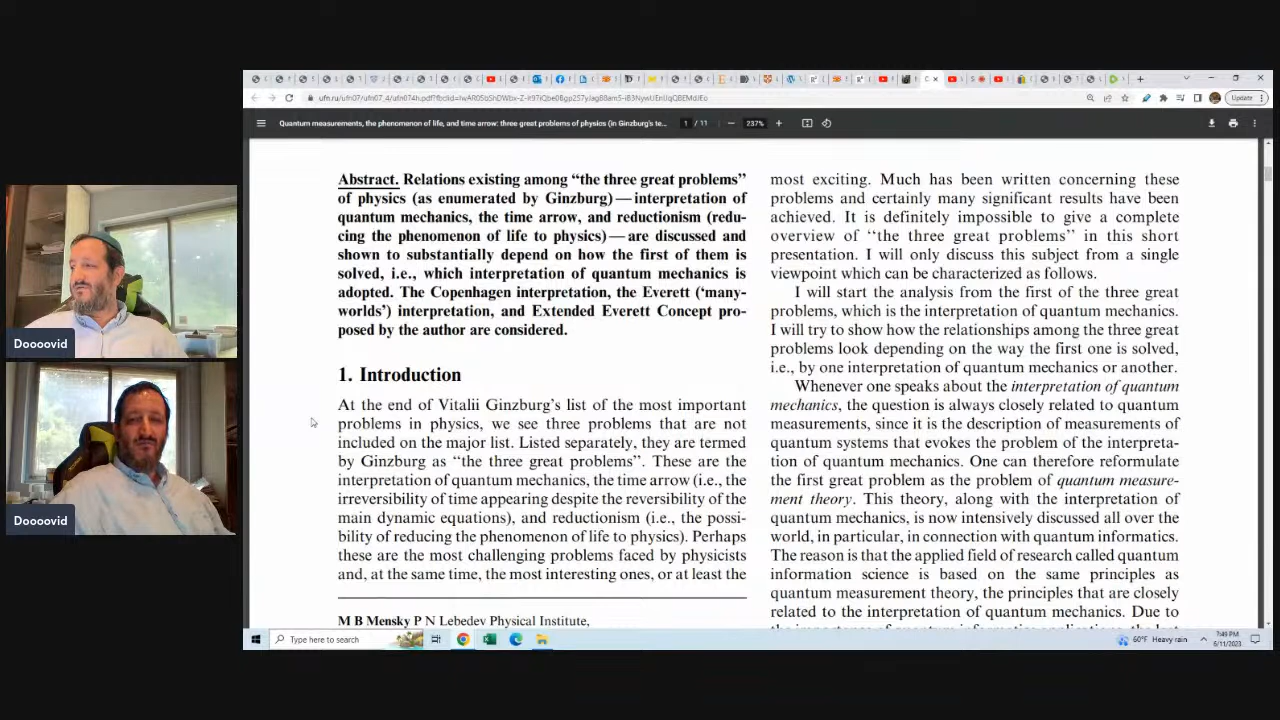 ufn.ru/ufn07/ufn07_4/ufn074h.pdf?fbclid=
Update
Quantum measurements, the phenomenon of life, and time arrow: three great problems of physics (in Ginzburg's te...
1 / 11
237%
Abstract. Relations existing among “the three great problems”
of physics (as enumerated by Ginzburg) — interpretation of
quantum mechanics, the time arrow, and reductionism (redu-
cing the phenomenon of life to physics) — are discussed and
shown to substantially depend on how the first of them is
solved, i.e., which interpretation of quantum mechanics is
adopted. The Copenhagen interpretation, the Everett (‘many-
worlds’) interpretation, and Extended Everett Concept pro-
posed by the author are considered.
1. Introduction
At the end of Vitalii Ginzburg's list of the most important
problems in physics, we see three problems that are not
included on the major list. Listed separately, they are termed
by Ginzburg as “the three great problems”. These are the
interpretation of quantum mechanics, the time arrow (i.e., the
irreversibility of time appearing despite the reversibility of the
main dynamic equations), and reductionism (i.e., the possi-
bility of reducing the phenomenon of life to physics). Perhaps
these are the most challenging problems faced by physicists
and, at the same time, the most interesting ones, or at least the
M B Mensky P N Lebedev Physical Institute,
most exciting. Much has been written concerning these
problems and certainly many significant results have been
achieved. It is definitely impossible to give a complete
overview of ‘‘the three great problems’’ in this short
presentation. I will only discuss this subject from a single
viewpoint which can be characterized as follows.
I will start the analysis from the first of the three great
problems, which is the interpretation of quantum mechanics.
I will try to show how the relationships among the three great
problems look depending on the way the first one is solved,
i.e., by one interpretation of quantum mechanics or another.
Whenever one speaks about the interpretation of quantum
mechanics, the question is always closely related to quantum
measurements, since it is the description of measurements of
quantum systems that evokes the problem of the interpreta-
tion of quantum mechanics. One can therefore reformulate
the first great problem as the problem of quantum measure-
ment theory. This theory, along with the interpretation of
quantum mechanics, is now intensively discussed all over the
world, in particular, in connection with quantum informatics.
The reason is that the applied field of research called quantum
information science is based on the same principles as
quantum measurement theory, the principles that are closely
related to the interpretation of quantum mechanics. Due to
Doooovid
Doooovid
Type here to search
60°F Heavy rain
7:49 PM
6/11/2023